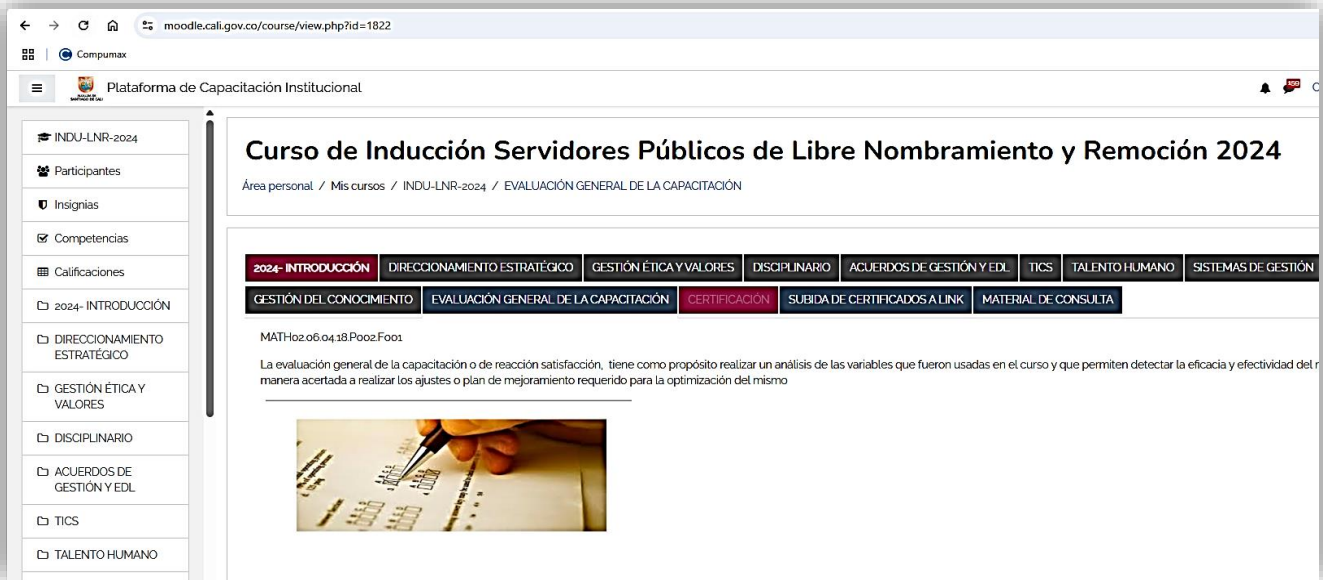 moodle.cali.gov.co/course/view.php?id=1822
Compumax
Plataforma de Capacitación Institucional
159
INDU-LNR-2024
Participantes
Insignias
Competencias
Calificaciones
2024- INTRODUCCIÓN
DIRECCIONAMIENTO
ESTRATÉGICO
GESTIÓN ÉTICA Y
VALORES
DISCIPLINARIO
ACUERDOS DE
GESTIÓN Y EDL
TICS
TALENTO HUMANO
Curso de Inducción Servidores Públicos de Libre Nombramiento y Remoción 2024
Área personal / Mis cursos / INDU-LNR-2024 / EVALUACIÓN GENERAL DE LA CAPACITACIÓN
2024- INTRODUCCIÓN DIRECCIONAMIENTO ESTRATÉGICO GESTIÓN ÉTICA Y VALORES DISCIPLINARIO ACUERDOS DE GESTIÓN Y EDL TICS TALENTO HUMANO SISTEMAS DE GESTIÓN
GESTIÓN DEL CONOCIMIENTO EVALUACIÓN GENERAL DE LA CAPACITACIÓN CERTIFICACIÓN SUBIDA DE CERTIFICADOS A LINK MATERIAL DE CONSULTA
MATH02.06.04.18.P002.F001
La evaluación general de la capacitación o de reacción satisfacción, tiene como propósito realizar un análisis de las variables que fueron usadas en el curso y que permiten detectar la eficacia y efectividad del
manera acertada a realizar los ajustes o plan de mejoramiento requerido para la optimización del mismo